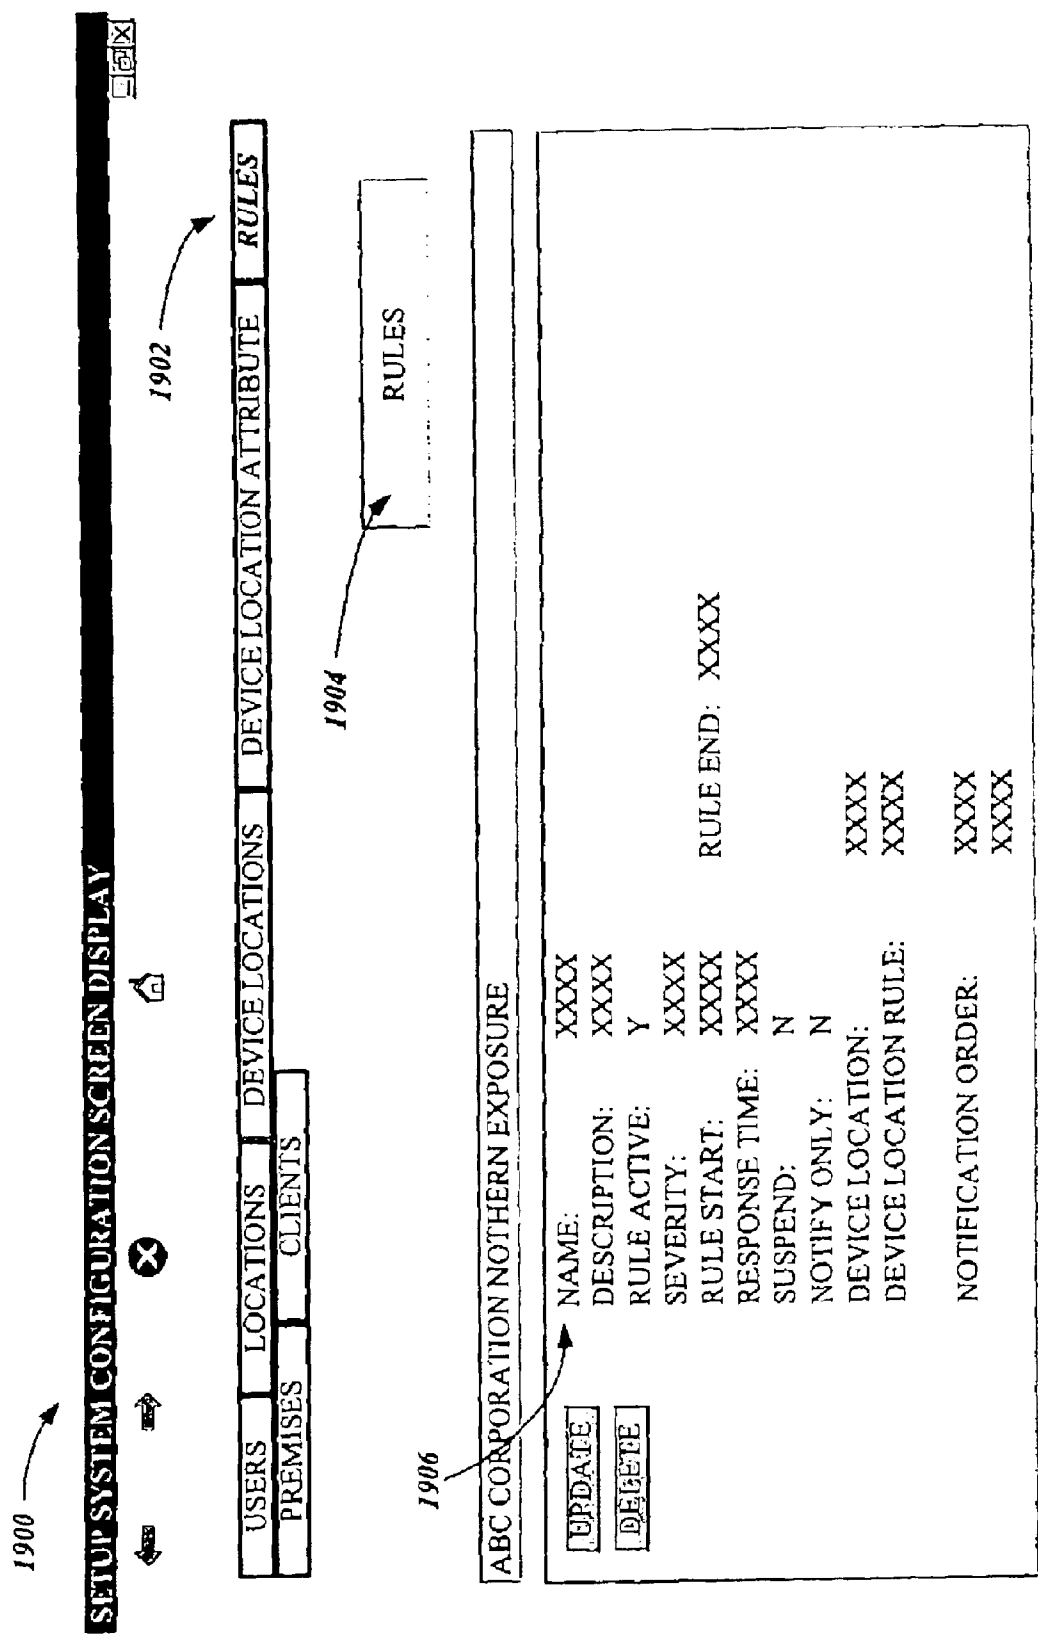 1900
SETUP SYSTEM CONFIGURATION SCREEN DISPLAY
1902
USERS LOCATIONS DEVICE LOCATIONS DEVICE LOCATION ATTRIBUTE RULES
PREMISES CLIENTS
1904
RULES
1906
ABC CORPORATION NOTHERN EXPOSURE
UPDATE NAME: XXXX
DELETE DESCRIPTION: XXXX
RULE ACTIVE: Y
SEVERITY: XXXX
RULE START: XXXX RULE END: XXXX
RESPONSE TIME: XXXX
SUSPEND: N
NOTIFY ONLY: N
DEVICE LOCATION: XXXX
DEVICE LOCATION RULE: XXXX
NOTIFICATION ORDER: XXXX
XXXX